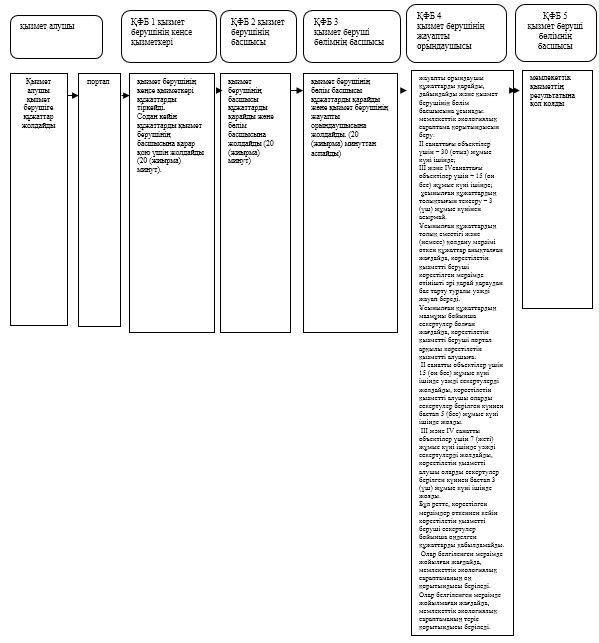 қызмет алушы
ҚФБ 1 қызмет
берушінің кеңсе
қызметкері
ҚФБ 2 қызмет
берушінің
басшысы
ҚФБ 3
қызмет беруші
бөлімнің басшысы
ҚФБ 4
қызмет берушінің
жауапты
орындаушысы
ҚФБ 5
қызмет беруші
бөлімнің
басшысы
Қызмет
алушы
қызмет
берушіге
құжаттар
жолдайды
портал
қызмет берушінің
кеңсе қызметкері
құжаттарды
тіркейді.
Содан кейін
құжаттарды қызмет
берушінің
басшысына қарар
қою үшін жолдайды
(20 (жиырма)
минут).
қызмет
берушінің
басшысы
құжаттарды
қарайды және
бөлім
басшысына
жолдайды (20
(жиырма)
минут)
қызмет берушінің
бөлім басшысы
құжаттарды қарайды
және қызмет берушінің
жауапты
орындаушысына
жолдайды. (20
(жиырма) минуттан
аспайды)
жауапты орындаушы
құжаттарды қарайды,
дайындайды және қызмет
берушінің бөлім
басшысына ұсынады:
мемлекеттік экологиялық
сараптама қорытындысын
беру:
II санаттағы объектілер
үшін – 30 (отыз) жұмыс
күні ішінде;
III және IVсанаттағы
объектілер үшін – 15 (он
бес) жұмыс күні ішінде;
ұсынылған құжаттардың
толықтығын тексеру – 3
(үш) жұмыс күнінен
асырмай.
Ұсынылған құжаттардың
толық еместігі және
(немесе) қолдану мерзімі
өткен құжаттар анықталған
жағдайда, көрсетілетін
қызметті беруші
көрсетілген мерзімде
өтінішті әрі қарай қараудан
бас тарту туралы уәжді
жауап береді.
Ұсынылған құжаттардың
мазмұны бойынша
ескертулер болған
жағдайда, көрсетілетін
қызметті беруші портал
арқылы көрсетілетін
қызметті алушыға:
II санатты объектілер үшін
15 (он бес) жұмыс күні
ішінде уәжді ескертулерді
жолдайды, көрсетілетін
қызметті алушы оларды
ескертулер берілген күннен
бастап 5 (бес) жұмыс күні
ішінде жояды.
III және IV санатты
объектілер үшін 7 (жеті)
жұмыс күні ішінде уәжді
ескертулерді жолдайды,
көрсетілетін қызметті
алушы оларды ескертулер
берілген күннен бастап 3
(үш) жұмыс күні ішінде
жояды.
Бұл ретте, көрсетілген
мерзімдер өткеннен кейін
көрсетілетін қызметті
беруші ескертулер
бойынша өңделген
құжаттарды қабылдамайды.
Олар белгіленген мерзімде
жойылған жағдайда,
мемлекеттік экологиялық
сараптаманың оң
қорытындысы беріледі.
Олар белгіленген мерзімде
жойылмаған жағдайда,
мемлекеттік экологиялық
сараптаманың теріс
қорытындысы беріледі.
мемлекеттік
қызметтің
результатына
қол қояды